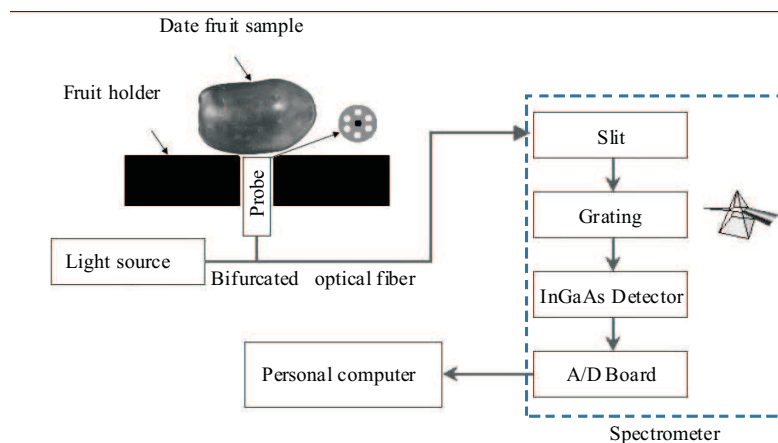 Date fruit sample
Fruit holder
Probe
Light source
Bifurcated optical fiber
Slit
Grating
InGaAs Detector
A/D Board
Personal computer
Spectrometer